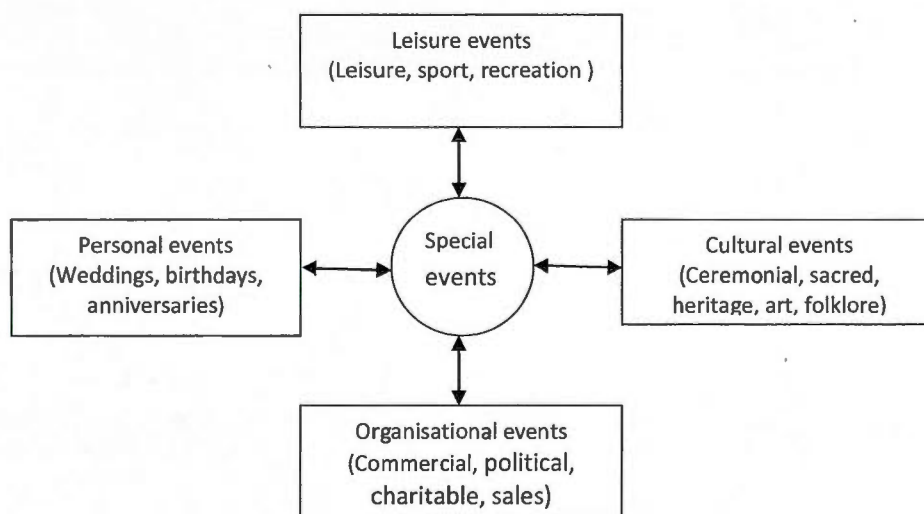 Leisure events
(Leisure, sport, recreation )
Personal events
(Weddings, birthdays,
anniversaries)
Special
events
Cultural events
(Ceremonial, sacred,
heritage, art, folklore)
Organisational events
(Commercial, political,
charitable, sales)